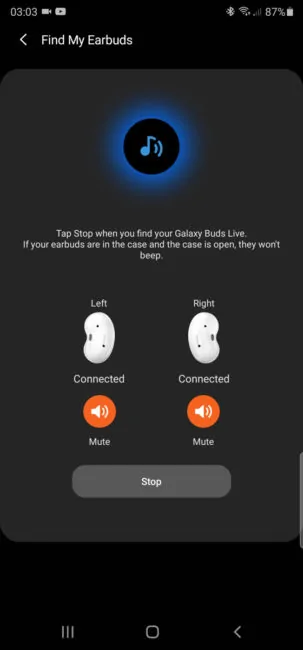 03:03 87%
Find My Earbuds
Tap Stop when you find your Galaxy Buds Live.
If your earbuds are in the case and the case is open, they won't
beep.
Left Right
Connected Connected
Mute Mute
Stop